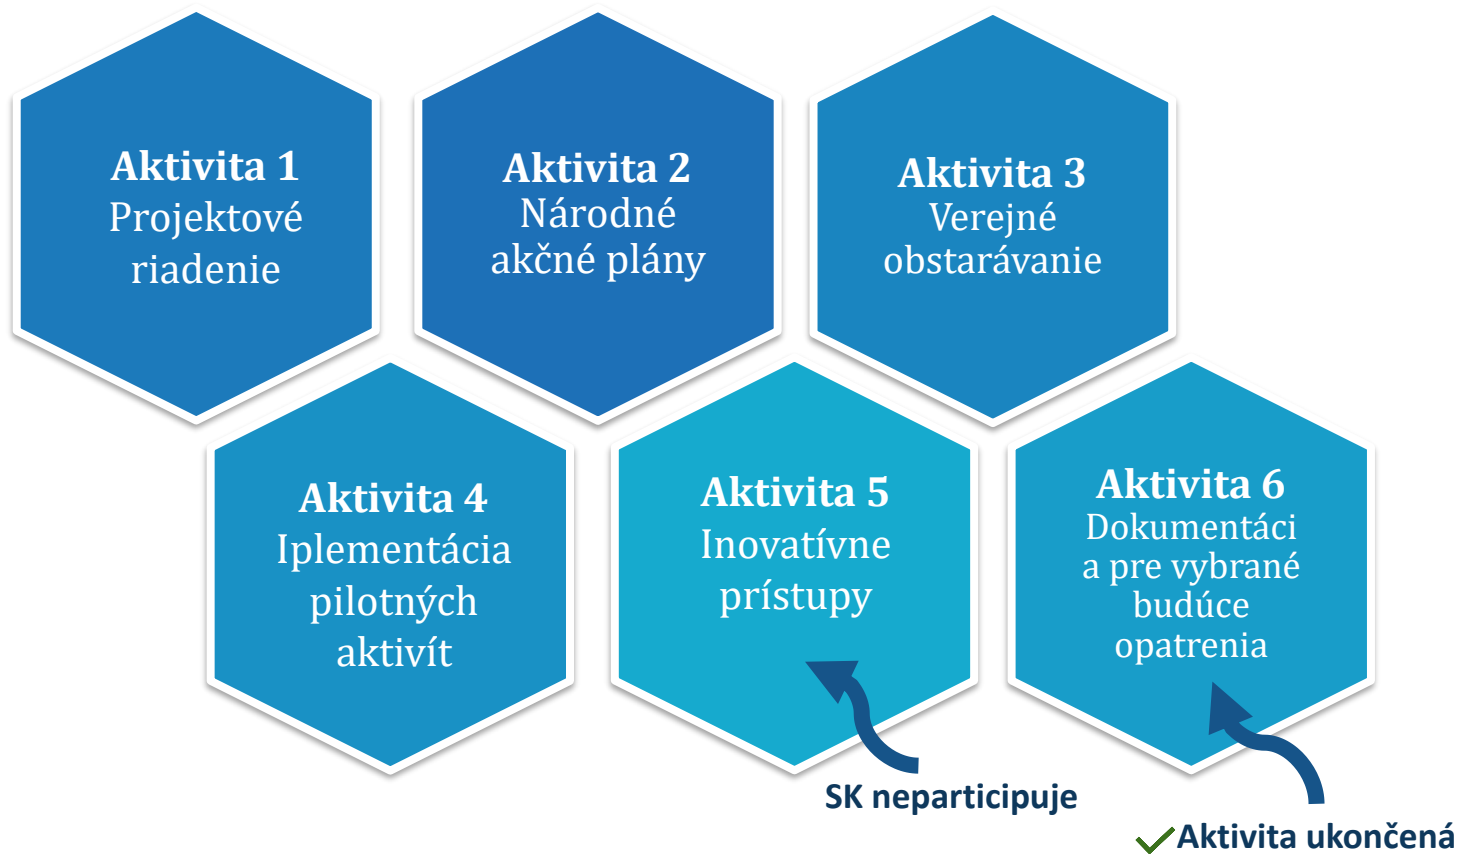 Aktivita 1
Projektové
riadenie
Aktivita 2
Národné
akčné plány
Aktivita 3
Verejné
obstarávanie
Aktivita 4
Iplementácia
pilotných
aktivít
Aktivita 5
Inovatívne
prístupy
Aktivita 6
Dokumentáci
a pre vybrané
budúce
opatrenia
SK neparticipuje
Aktivita ukončená